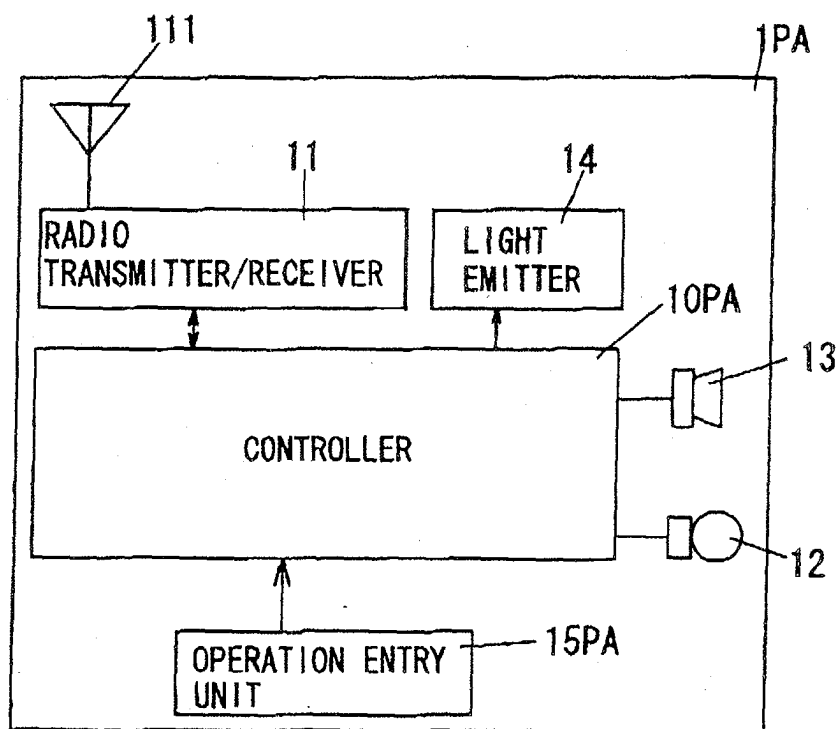 111
1PA
11
14
RADIO
TRANSMITTER/RECEIVER
LIGHT
EMITTER
10PA
13
CONTROLLER
12
15PA
OPERATION ENTRY
UNIT